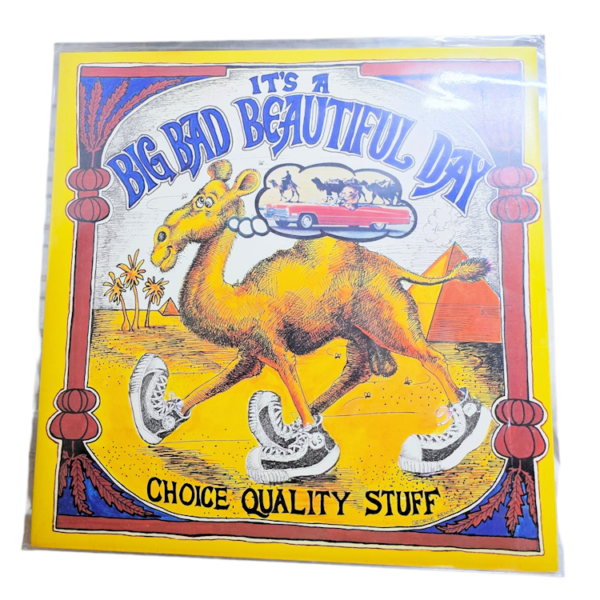 IT'S A
BIG BAD BEAUTIFUL DAY
CHOICE QUALITY STUFF